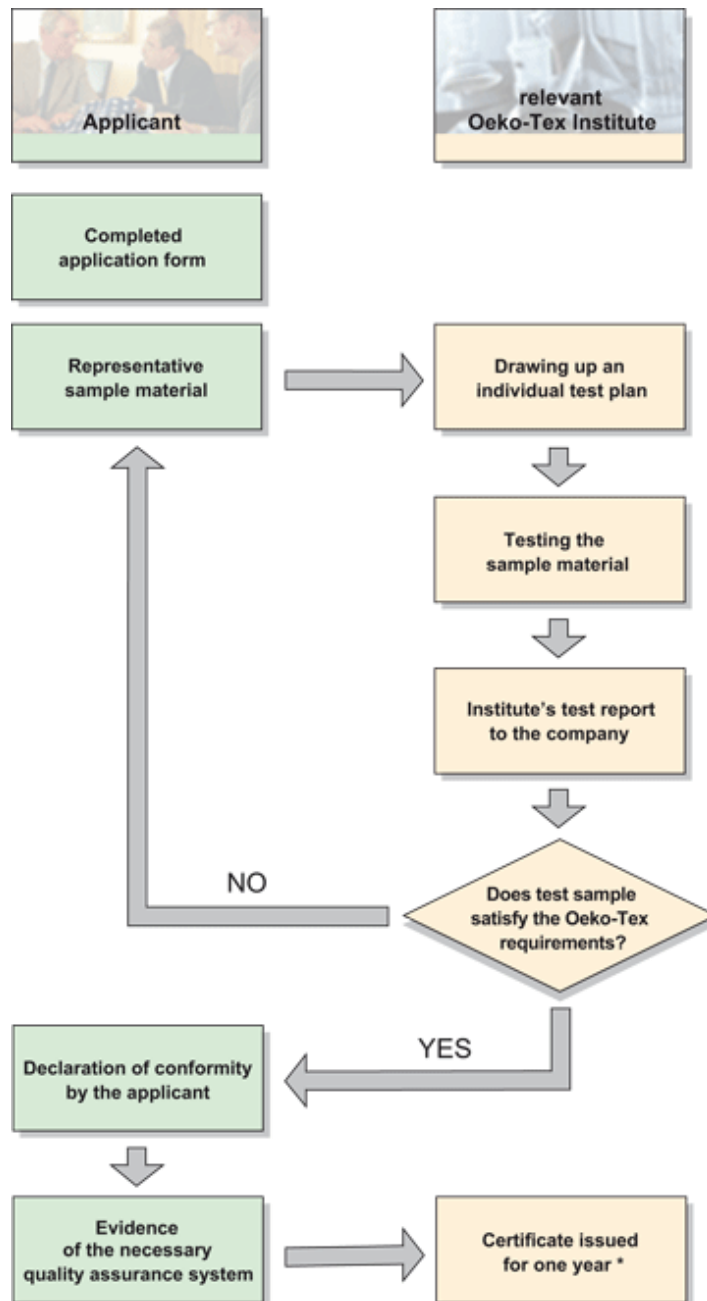 Applicant
relevant
Oeko-Tex Institute
Completed
application form
Representative
sample material
Drawing up an
individual test plan
Testing the
sample material
Institute's test report
to the company
NO
Does test sample
satisfy the Oeko-Tex
requirements?
YES
Declaration of conformity
by the applicant
Evidence
of the necessary
quality assurance system
Certificate issued
for one year *